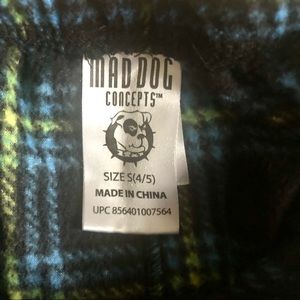 MAD DOG
CONCEPTS™
SIZE S(4/5)
MADE IN CHINA
UPC 856401007564